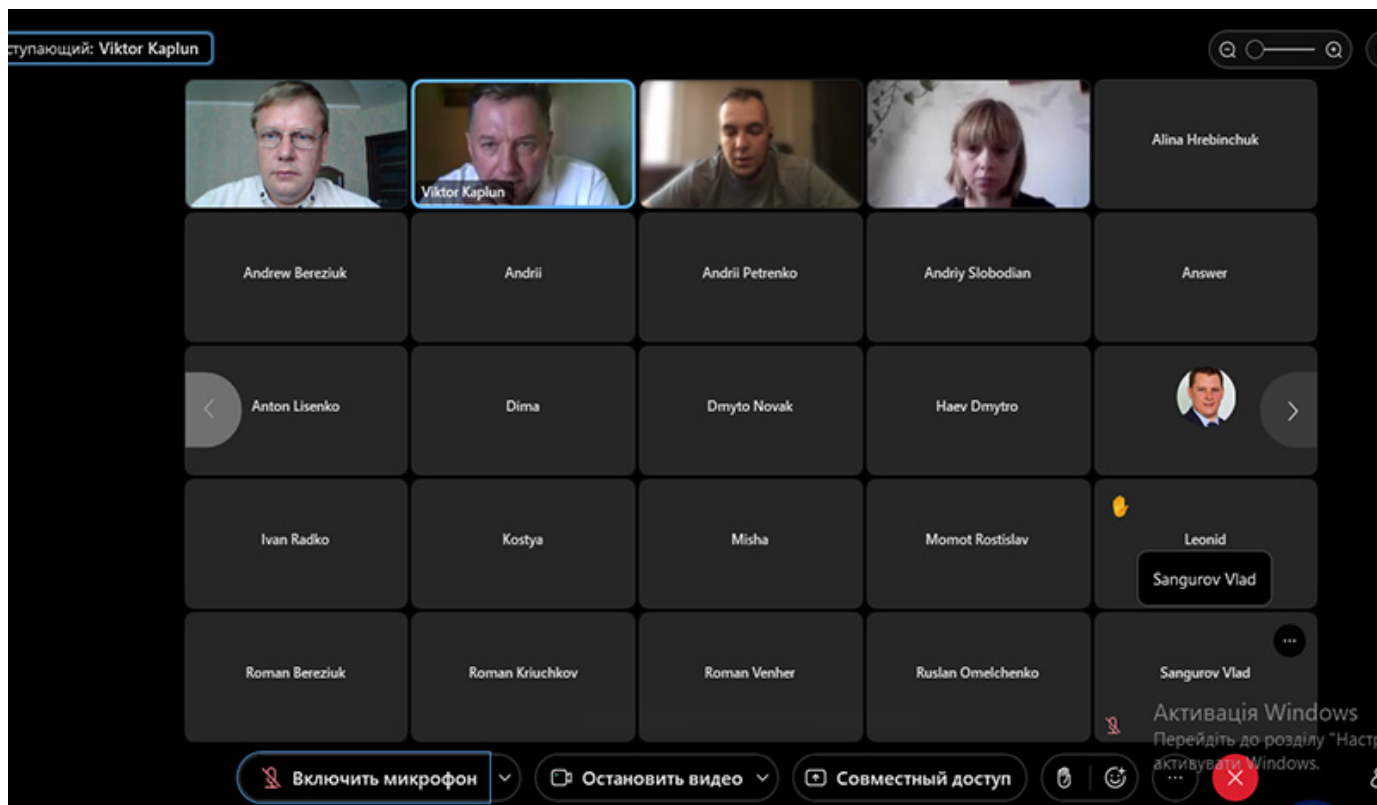 ступающий: Viktor Kaplun
Viktor Kaplun
Alina Hrebinchuk
Andrew Bereziuk
Andrii
Andrii Petrenko
Andriy Slobodian
Answer
Anton Lisenko
Dima
Dmyto Novak
Haev Dmytro
Ivan Radko
Kostya
Misha
Momot Rostislav
Leonid
Sangurov Vlad
Roman Bereziuk
Roman Kriuchkov
Roman Venher
Ruslan Omelchenko
Sangurov Vlad
Активація Windows
Перейдіть до розділу "Настр
активувати Windows.
Включить микрофон
Остановить видео
Совместный доступ